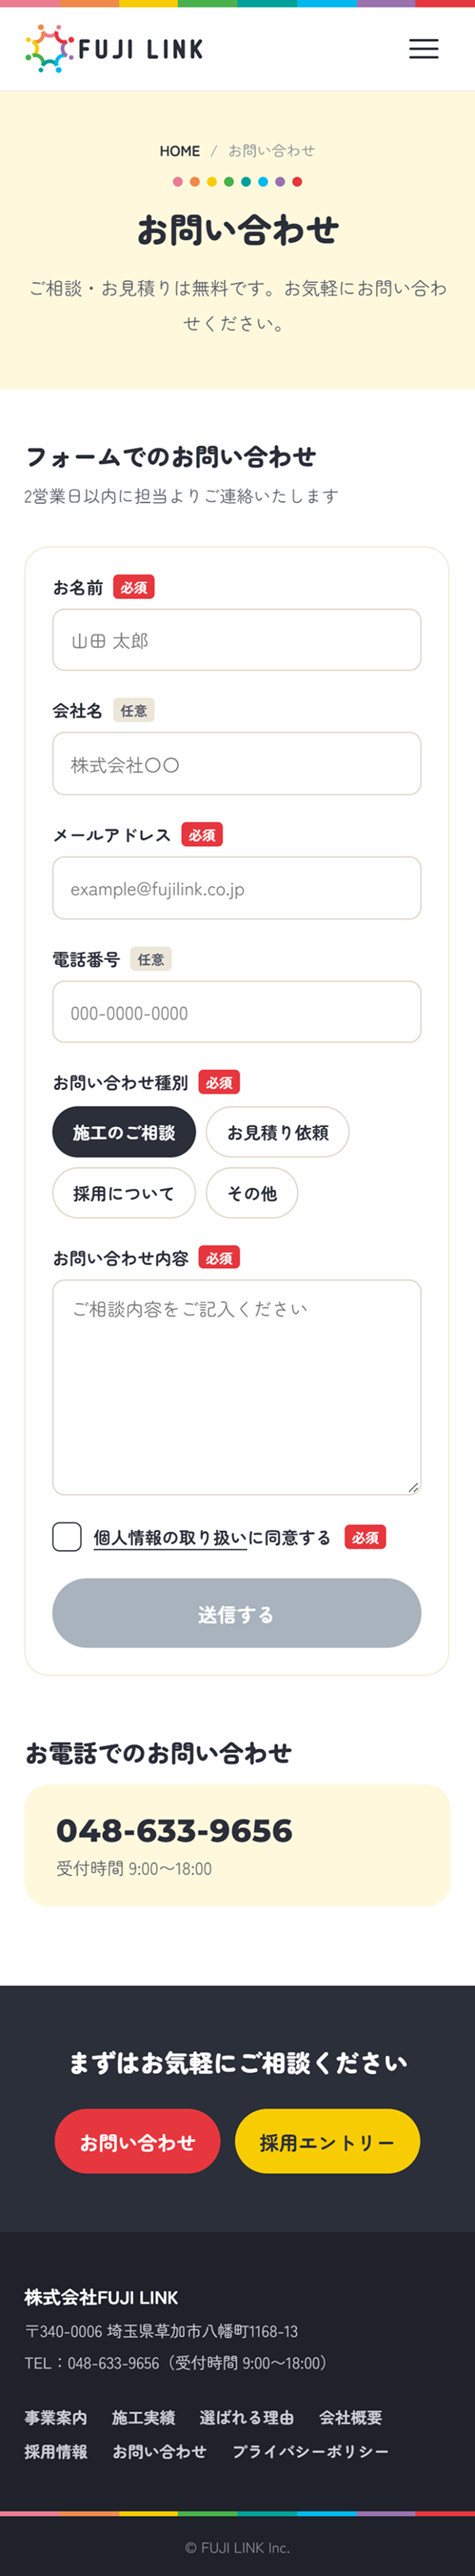 FUJI LINK
HOME / お問い合わせ
お問い合わせ
ご相談・お見積りは無料です。お気軽にお問い合わ
せください。
フォームでのお問い合わせ
2営業日以内に担当よりご連絡いたします
お名前 必須
山田 太郎
会社名 任意
株式会社〇〇
メールアドレス 必須
example@fujilink.co.jp
電話番号 任意
000-0000-0000
お問い合わせ種別 必須
施工のご相談 お見積り依頼
採用について その他
お問い合わせ内容 必須
ご相談内容をご記入ください
個人情報の取り扱いに同意する 必須
送信する
お電話でのお問い合わせ
048-633-9656
受付時間 9:00〜18:00
まずはお気軽にご相談ください
お問い合わせ 採用エントリー
株式会社FUJI LINK
〒340-0006 埼玉県草加市八幡町1168-13
TEL：048-633-9656（受付時間 9:00〜18:00）
事業案内 施工実績 選ばれる理由 会社概要
採用情報 お問い合わせ プライバシーポリシー
© FUJI LINK Inc.